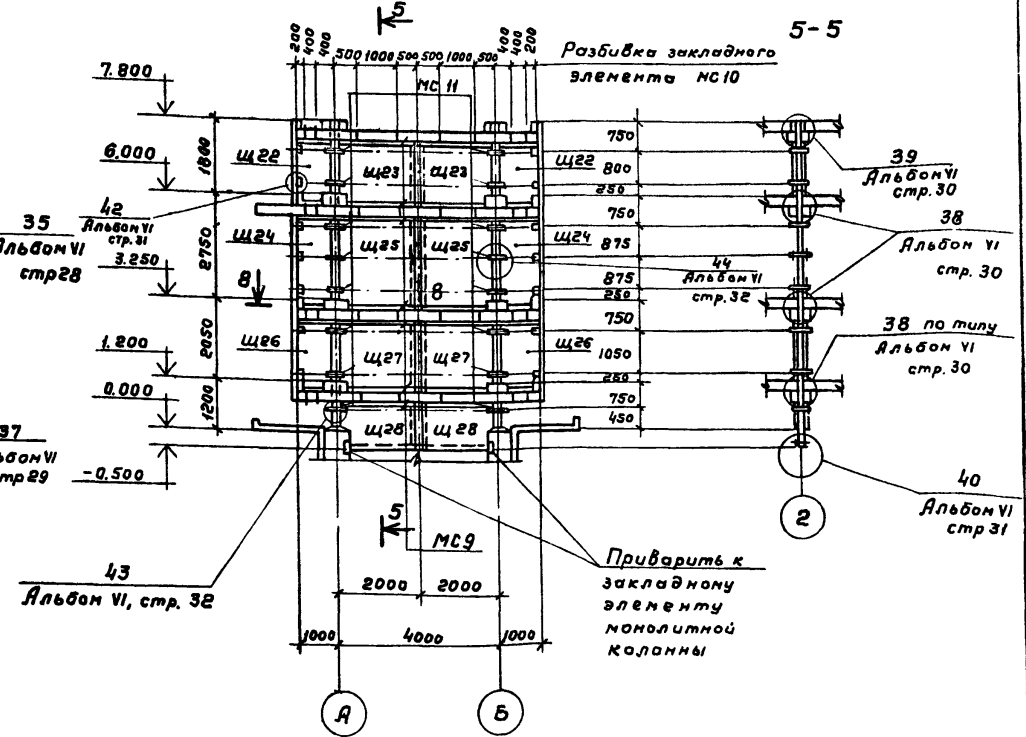 5
5-5
200 400 400 500 1000 500 500 1000 500 400 400 200
Разбивка закладного
элемента МС10
МС 11
7.800
6.000
3.250
1.200
0.000
-0.500
1800
2750
2050
1200
Щ22
Щ23
Щ23
Щ22
Щ24
Щ25
Щ25
Щ24
Щ26
Щ27
Щ27
Щ26
Щ28
Щ28
42
Альбом VI
стр. 31
35
Альбом VI
стр 28
8
8
37
Альбом VI
стр 29
44
Альбом VI
стр. 32
750
800
250
750
875
875
250
750
1050
250
750
450
39
Альбом VI
стр. 30
38
Альбом VI
стр. 30
38 по типу
Альбом VI
стр. 30
40
Альбом VI
стр 31
2
5
МС9
43
Альбом VI, стр. 32
Приварить к
закладному
элементу
монолитной
колонны
2000 2000
1000 4000 1000
А
Б